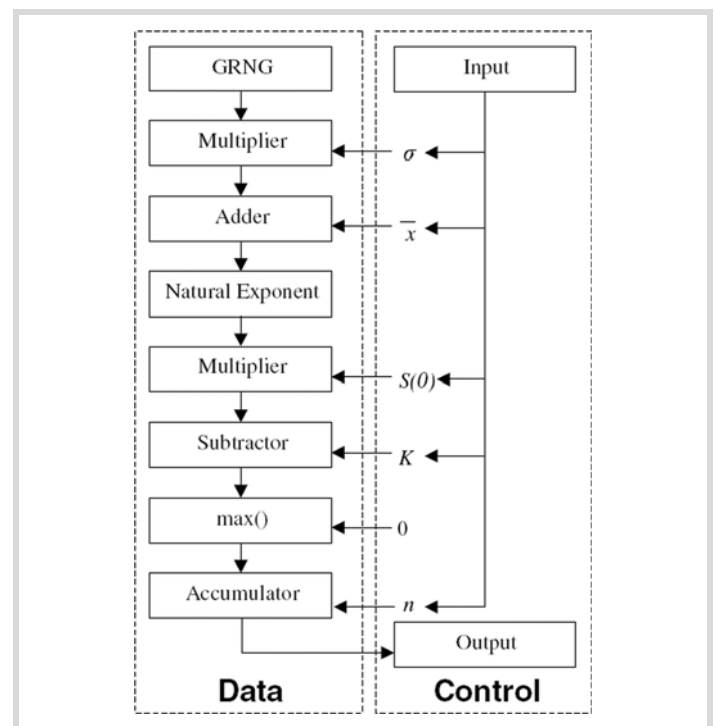 GRNG
Input
Multiplier
σ
Adder
x̅
Natural Exponent
Multiplier
S(0)
Subtractor
K
max()
0
Accumulator
n
Output
Data
Control